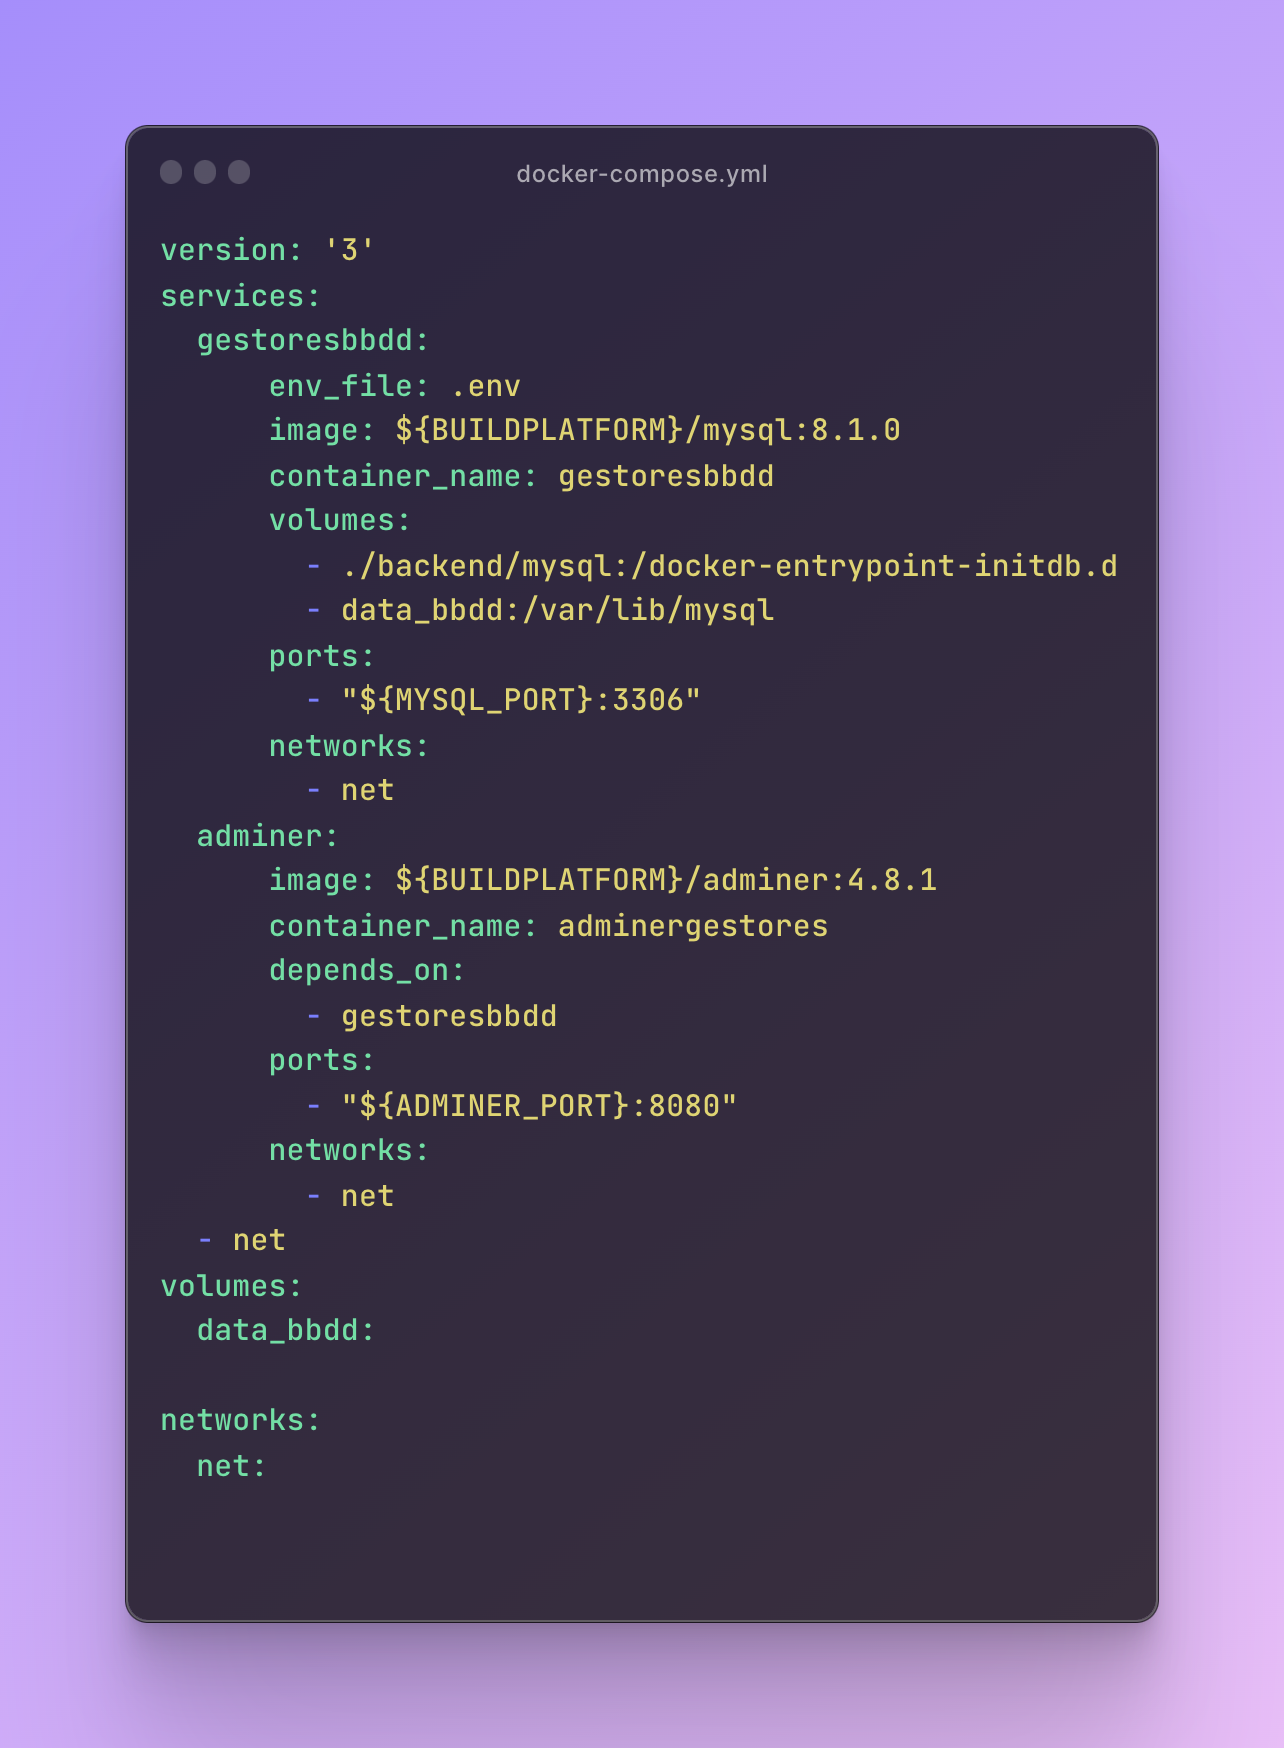 docker-compose.yml
version: '3'
services:
  gestoresbbdd:
      env_file: .env
      image: ${BUILDPLATFORM}/mysql:8.1.0
      container_name: gestoresbbdd
      volumes:
        - ./backend/mysql:/docker-entrypoint-initdb.d
        - data_bbdd:/var/lib/mysql
      ports:
        - "${MYSQL_PORT}:3306"
      networks:
        - net
  adminer:
      image: ${BUILDPLATFORM}/adminer:4.8.1
      container_name: adminergestores
      depends_on:
        - gestoresbbdd
      ports:
        - "${ADMINER_PORT}:8080"
      networks:
        - net
  - net
volumes:
  data_bbdd:

networks:
  net: